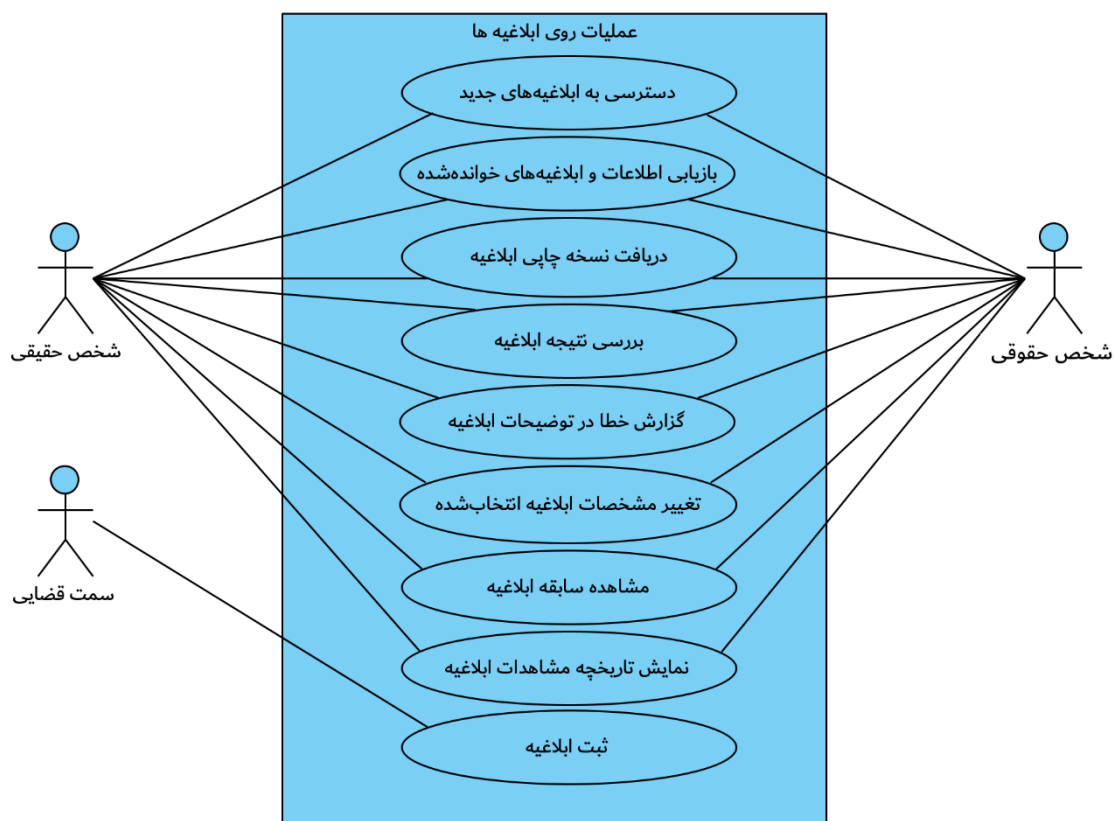 عملیات روی ابلاغیه ها
دسترسی به ابلاغیه‌های جدید
بازیابی اطلاعات و ابلاغیه‌های خوانده‌شده
دریافت نسخه چاپی ابلاغیه
بررسی نتیجه ابلاغیه
گزارش خطا در توضیحات ابلاغیه
تغییر مشخصات ابلاغیه انتخاب‌شده
مشاهده سابقه ابلاغیه
نمایش تاریخچه مشاهدات ابلاغیه
ثبت ابلاغیه
شخص حقوقی
شخص حقیقی
سمت قضایی